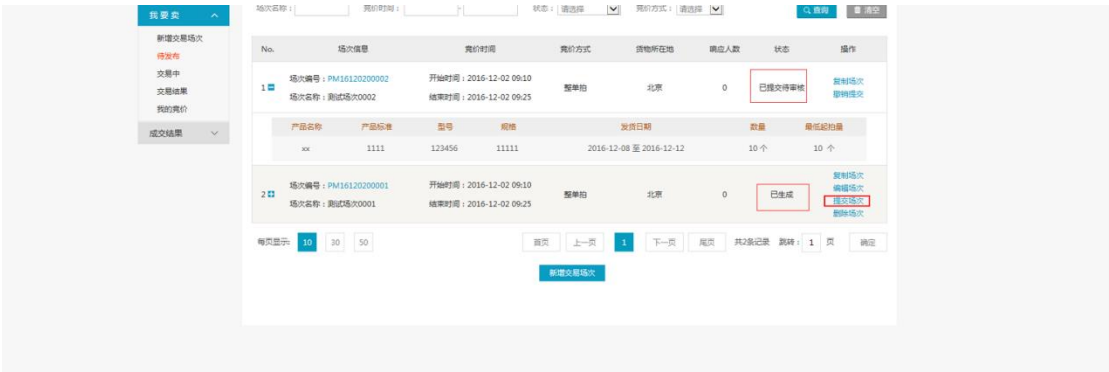 我要卖
新增交易场次
待发布
交易中
交易结果
我的竞价
成交结果
场次名称： 竞价时间： - 状态： 请选择 竞价方式： 请选择 查询 清空
No. 场次信息 竞价时间 竞价方式 货物所在地 响应人数 状态 操作
1 场次编号：PM16120200002 开始时间：2016-12-02 09:10 整单拍 北京 0 已提交待审核 复制场次
场次名称：测试场次0002 结束时间：2016-12-02 09:25 撤销提交
产品名称 产品标准 型号 规格 发货日期 数量 最低起拍量
xx 1111 123456 11111 2016-12-08 至 2016-12-12 10 个 10 个
2 场次编号：PM16120200001 开始时间：2016-12-02 09:10 整单拍 北京 0 已生成 复制场次
编辑场次
场次名称：测试场次0001 结束时间：2016-12-02 09:25 提交场次
删除场次
每页显示: 10 30 50 首页 上一页 1 下一页 尾页 共2条记录 跳转： 1 页 确定
新增交易场次